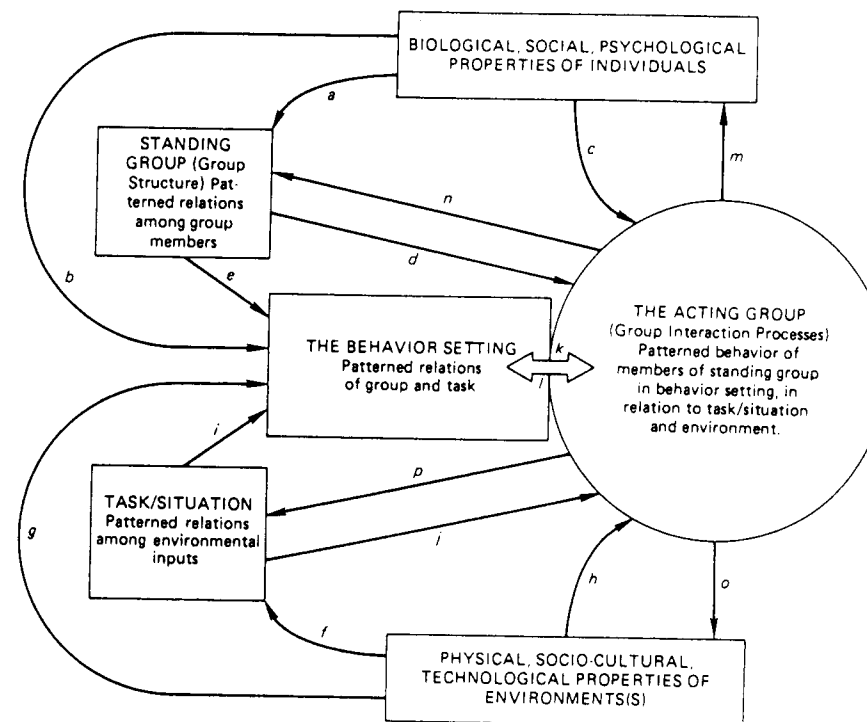 BIOLOGICAL, SOCIAL, PSYCHOLOGICAL
PROPERTIES OF INDIVIDUALS
a
STANDING
GROUP (Group
Structure) Pat-
terned relations
among group
members
c
m
n
d
e
b
THE BEHAVIOR SETTING
Patterned relations
of group and task
k
l
THE ACTING GROUP
(Group Interaction Processes)
Patterned behavior of
members of standing group
in behavior setting, in
relation to task/situation
and environment.
i
p
TASK/SITUATION
Patterned relations
among environmental
inputs
j
g
h
o
f
PHYSICAL, SOCIO-CULTURAL,
TECHNOLOGICAL PROPERTIES OF
ENVIRONMENTS(S)